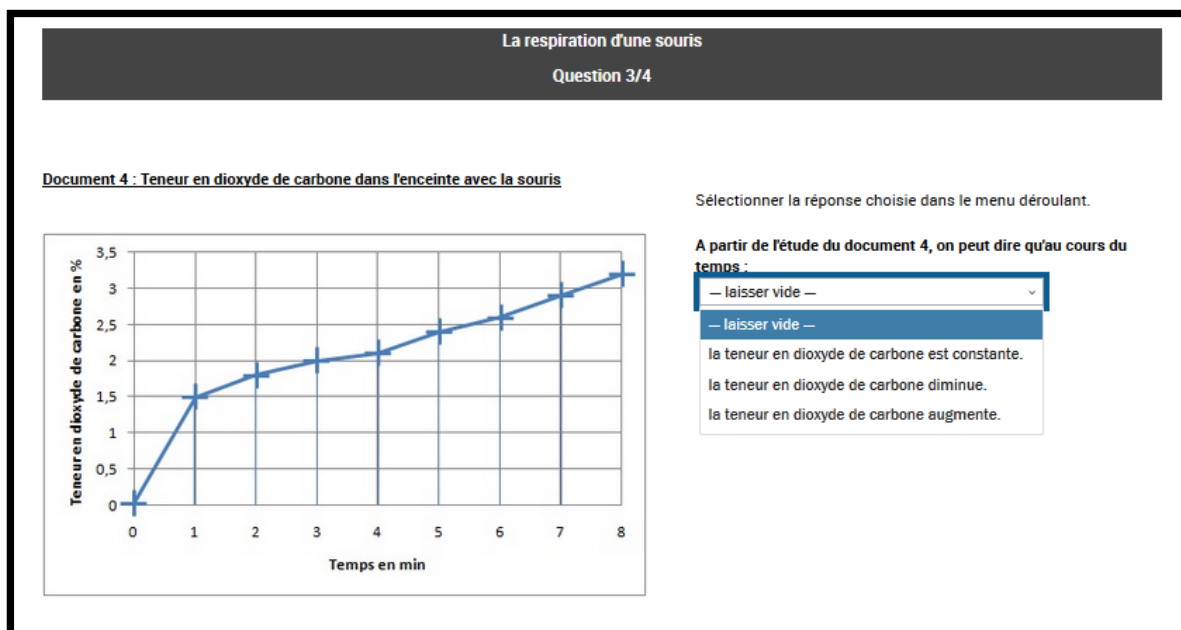 La respiration d'une souris
Question 3/4
Document 4 : Teneur en dioxyde de carbone dans l'enceinte avec la souris
Teneur en dioxyde de carbone en %
3,5
3
2,5
2
1,5
1
0,5
0
0 1 2 3 4 5 6 7 8
Temps en min
Sélectionner la réponse choisie dans le menu déroulant.
A partir de l'étude du document 4, on peut dire qu'au cours du
temps :
— laisser vide —
— laisser vide —
la teneur en dioxyde de carbone est constante.
la teneur en dioxyde de carbone diminue.
la teneur en dioxyde de carbone augmente.